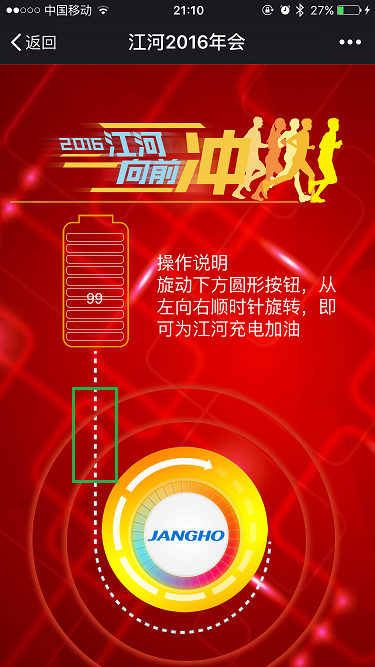 中国移动 21:10 27%
返回 江河2016年会
2016江河
向前冲
99
操作说明
旋动下方圆形按钮，从
左向右顺时针旋转，即
可为江河充电加油
JANGHO